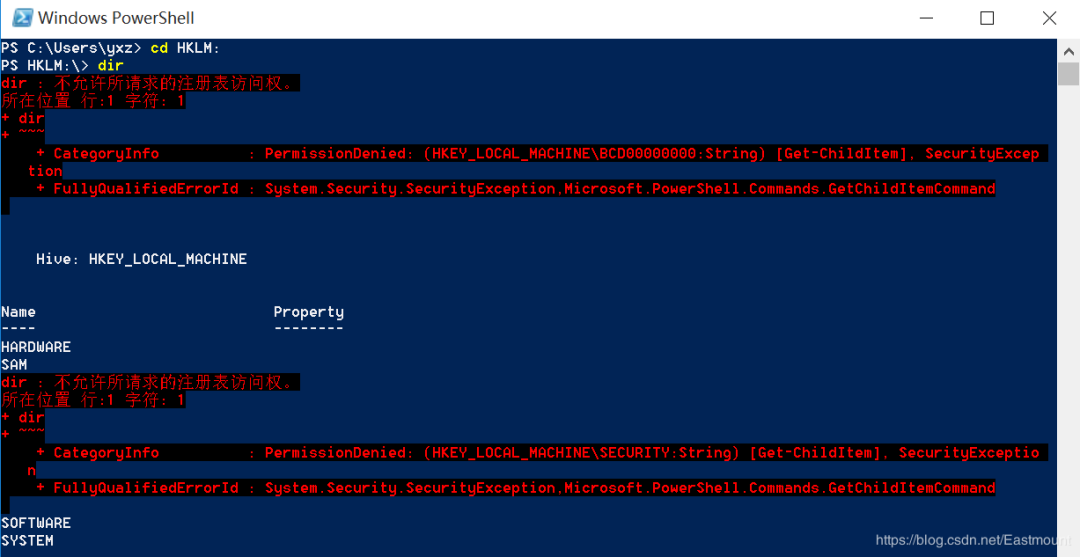 Windows PowerShell
PS C:\Users\yxz> cd HKLM:
PS HKLM:\> dir
dir : 不允许所请求的注册表访问权。
所在位置 行:1 字符: 1
+ dir
+ ~~~
    + CategoryInfo          : PermissionDenied: (HKEY_LOCAL_MACHINE\BCD00000000:String) [Get-ChildItem], SecurityExcep
   tion
    + FullyQualifiedErrorId : System.Security.SecurityException,Microsoft.PowerShell.Commands.GetChildItemCommand
    Hive: HKEY_LOCAL_MACHINE
Name                           Property
----                           --------
HARDWARE
SAM
dir : 不允许所请求的注册表访问权。
所在位置 行:1 字符: 1
+ dir
+ ~~~
    + CategoryInfo          : PermissionDenied: (HKEY_LOCAL_MACHINE\SECURITY:String) [Get-ChildItem], SecurityExceptio
   n
    + FullyQualifiedErrorId : System.Security.SecurityException,Microsoft.PowerShell.Commands.GetChildItemCommand
SOFTWARE
SYSTEM
https://blog.csdn.net/Eastmount